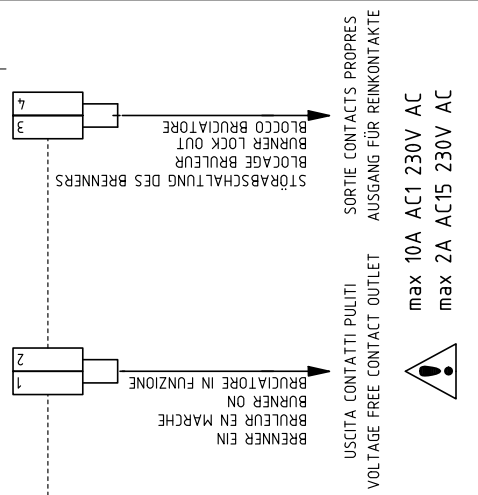 4
3
BLOCCO BRUCIATORE
BURNER LOCK OUT
BLOCAGE BRULEUR
STÖRABSCHALTUNG DES BRENNERS
2
1
BRUCIATORE IN FUNZIONE
BURNER ON
BRULEUR EN MARCHE
BRENNER EIN
USCITA CONTATTI PULITI
VOLTAGE FREE CONTACT OUTLET
SORTIE CONTACTS PROPRES
AUSGANG FÜR REINKONTAKTE
max 10A AC1 230V AC
max 2A AC15 230V AC